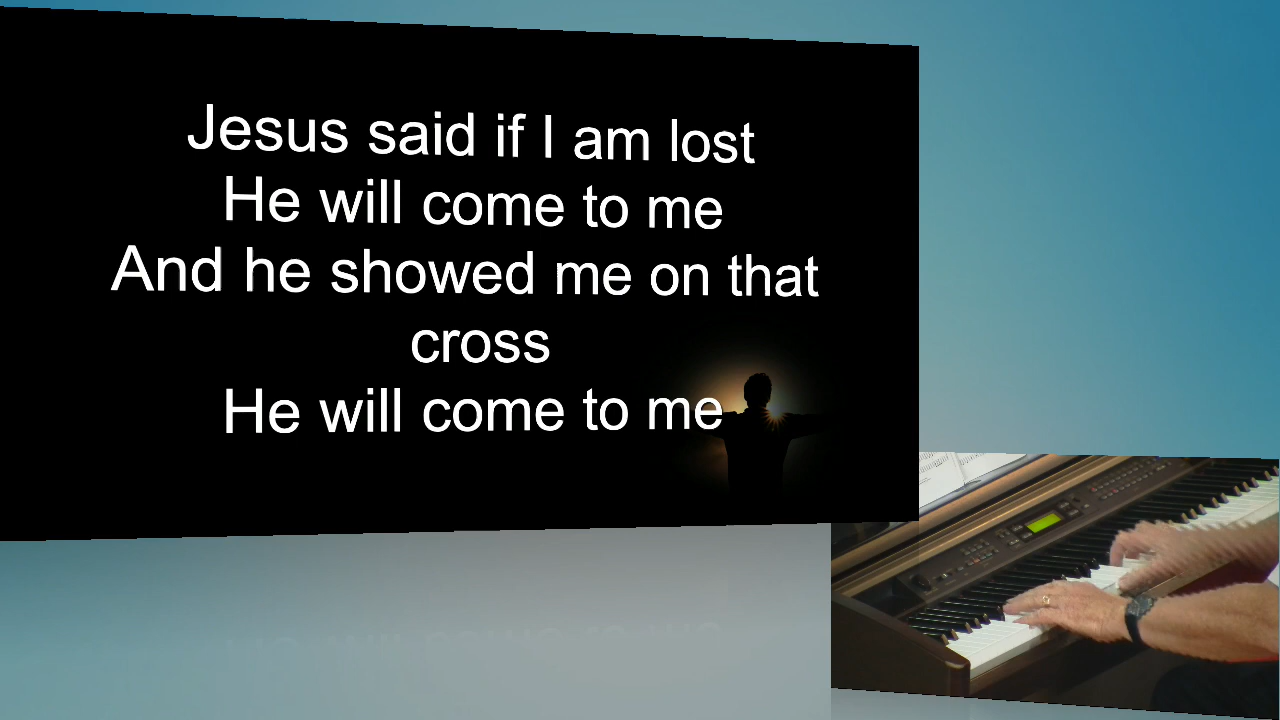 Jesus said if I am lost
He will come to me
And he showed me on that
cross
He will come to me